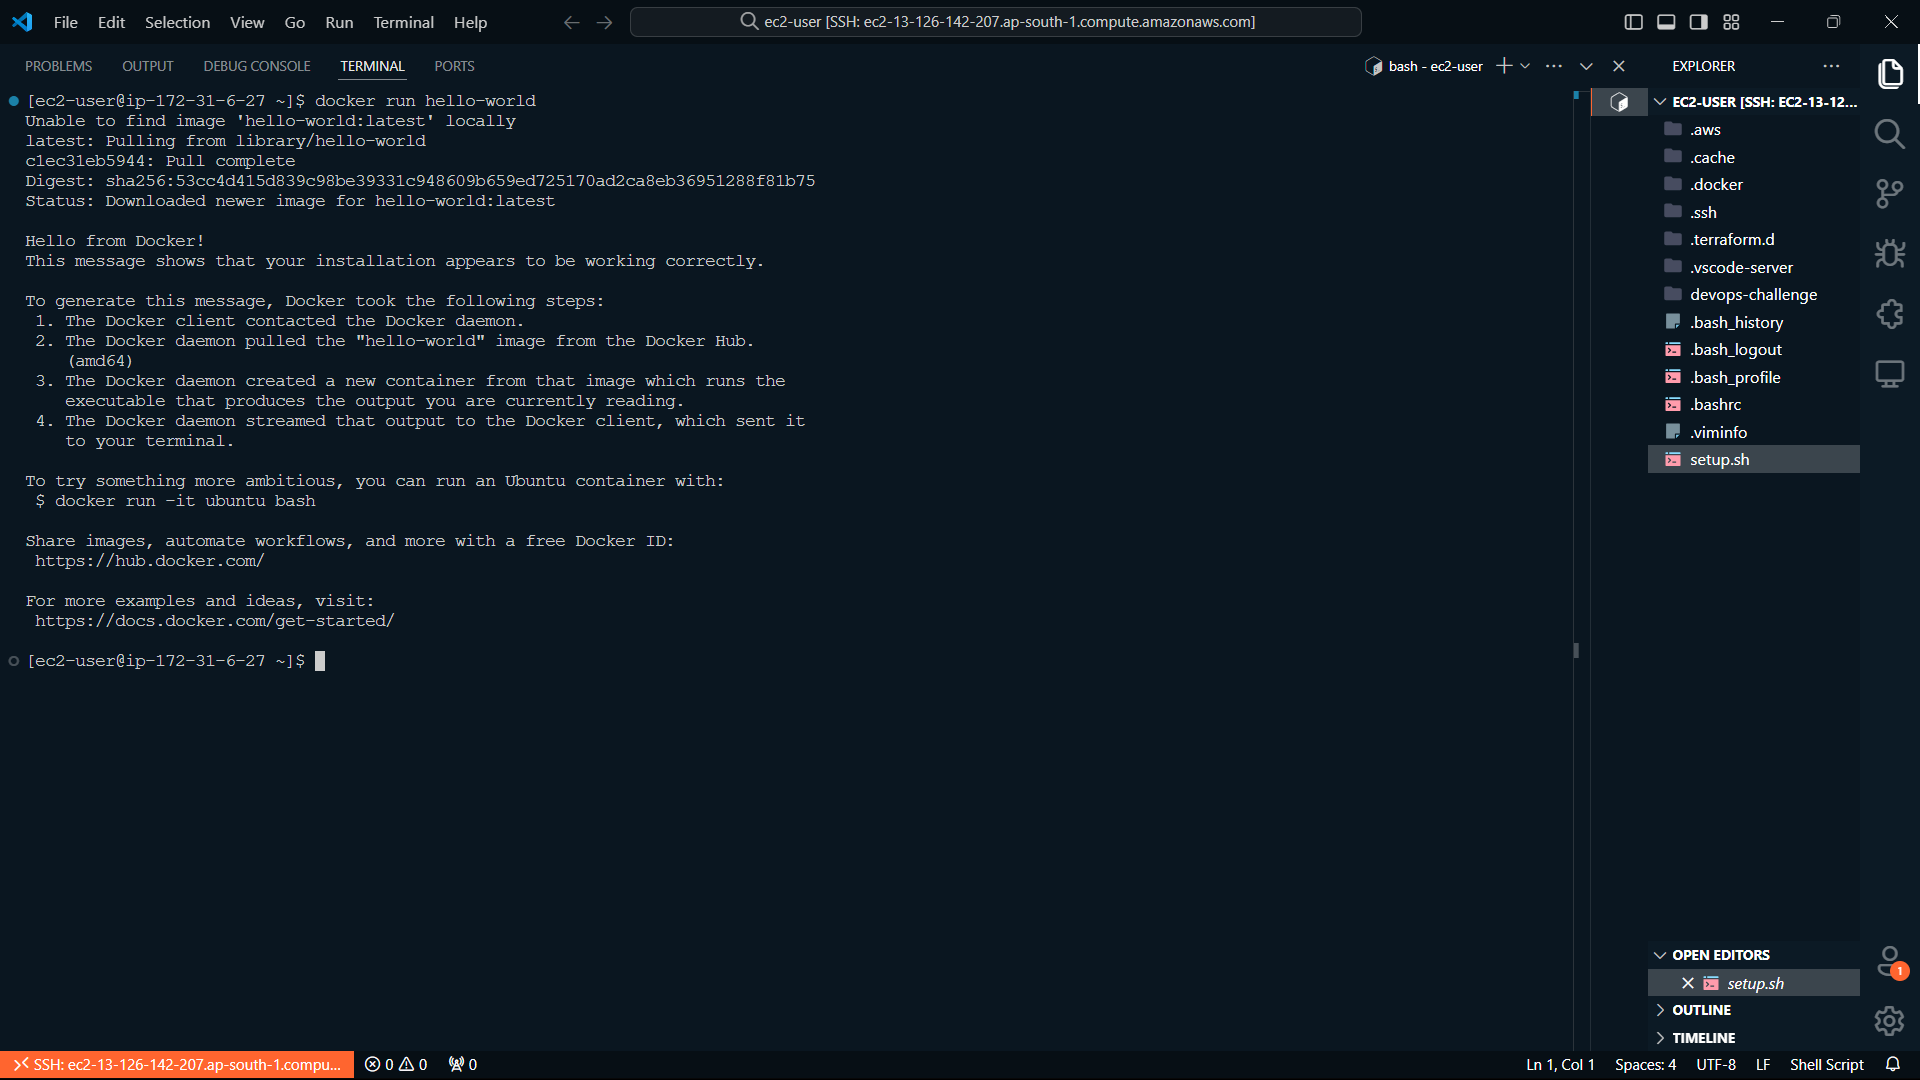 File Edit Selection View Go Run Terminal Help
ec2-user [SSH: ec2-13-126-142-207.ap-south-1.compute.amazonaws.com]
PROBLEMS OUTPUT DEBUG CONSOLE TERMINAL PORTS
bash - ec2-user
[ec2-user@ip-172-31-6-27 ~]$ docker run hello-world
Unable to find image 'hello-world:latest' locally
latest: Pulling from library/hello-world
c1ec31eb5944: Pull complete
Digest: sha256:53cc4d415d839c98be39331c948609b659ed725170ad2ca8eb36951288f81b75
Status: Downloaded newer image for hello-world:latest
Hello from Docker!
This message shows that your installation appears to be working correctly.
To generate this message, Docker took the following steps:
1. The Docker client contacted the Docker daemon.
2. The Docker daemon pulled the "hello-world" image from the Docker Hub.
(amd64)
3. The Docker daemon created a new container from that image which runs the
executable that produces the output you are currently reading.
4. The Docker daemon streamed that output to the Docker client, which sent it
to your terminal.
To try something more ambitious, you can run an Ubuntu container with:
$ docker run -it ubuntu bash
Share images, automate workflows, and more with a free Docker ID:
https://hub.docker.com/
For more examples and ideas, visit:
https://docs.docker.com/get-started/
[ec2-user@ip-172-31-6-27 ~]$
EXPLORER
EC2-USER [SSH: EC2-13-12...
.aws
.cache
.docker
.ssh
.terraform.d
.vscode-server
devops-challenge
.bash_history
.bash_logout
.bash_profile
.bashrc
.viminfo
setup.sh
OPEN EDITORS
setup.sh
OUTLINE
TIMELINE
1
SSH: ec2-13-126-142-207.ap-south-1.compu... 0 0 0
Ln 1, Col 1 Spaces: 4 UTF-8 LF Shell Script